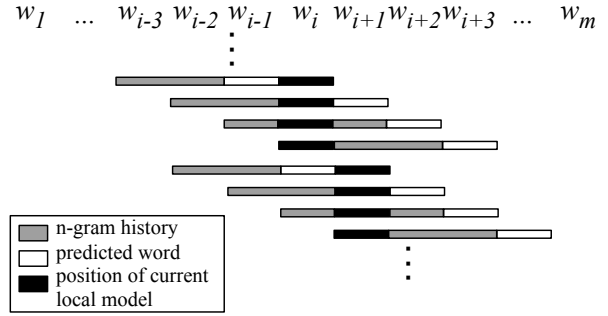 w1 ... wi-3 wi-2 wi-1 wi wi+1 wi+2 wi+3 ... wm
n-gram history
predicted word
position of current
local model